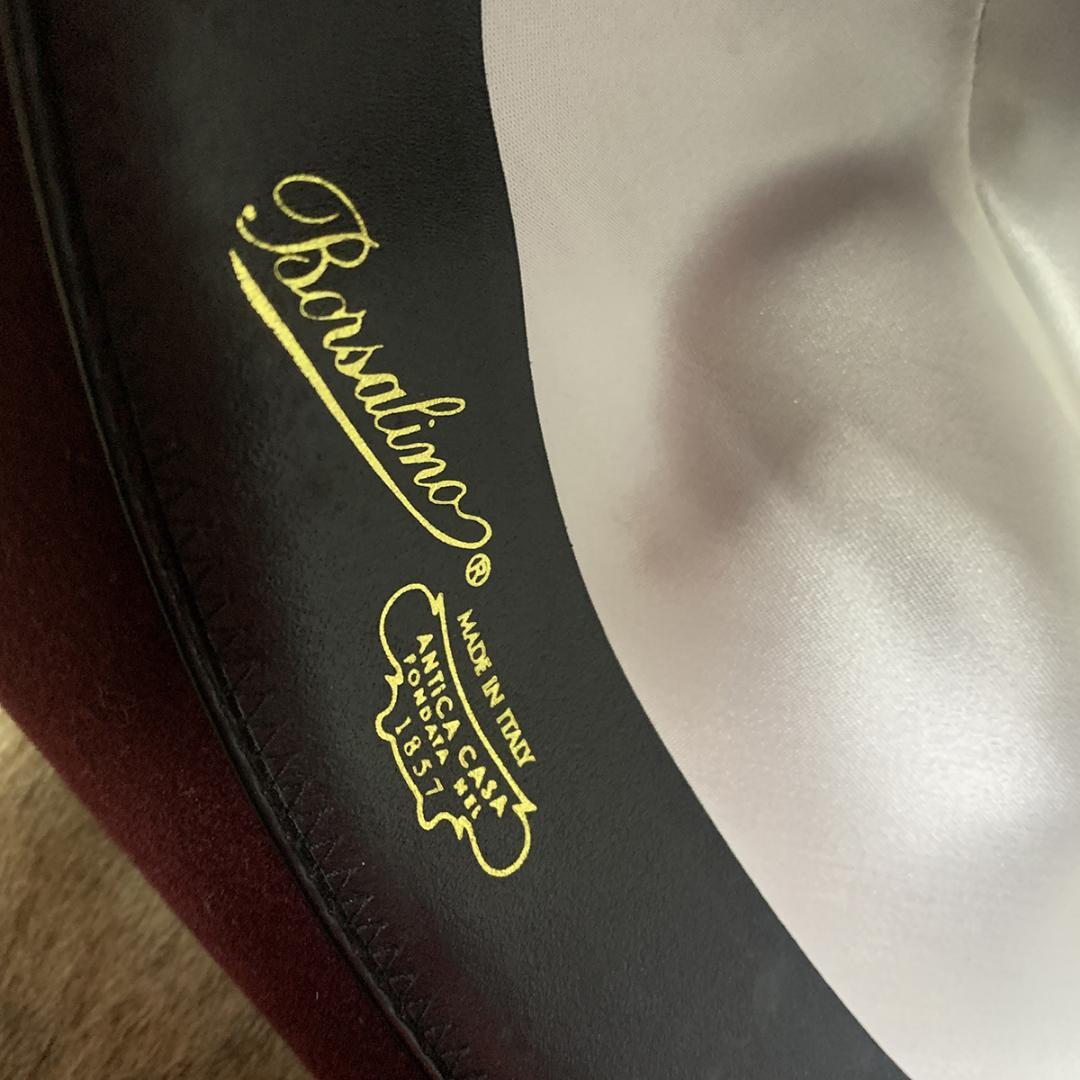 Borsalino®
MADE IN ITALY
ANTICA CASA
FONDATA NEL
1857